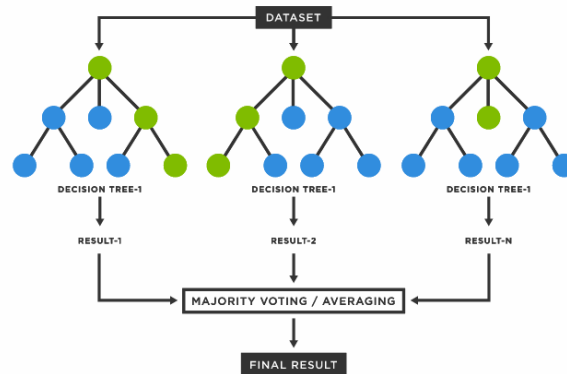 DATASET
DECISION TREE-1 DECISION TREE-1 DECISION TREE-1
RESULT-1 RESULT-2 RESULT-N
MAJORITY VOTING / AVERAGING
FINAL RESULT